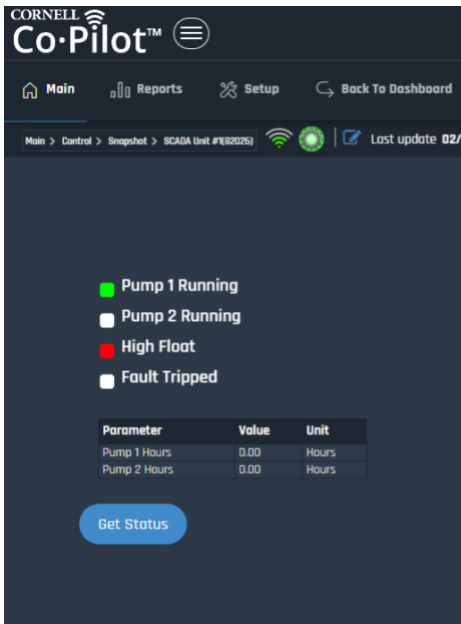 CORNELL
Co·Pilot™
Main Reports Setup Back To Dashboard
Main > Control > Snapshot > SCADA Unit #1(82025) Last update 02/
Pump 1 Running
Pump 2 Running
High Float
Fault Tripped
Parameter Value Unit
Pump 1 Hours 0.00 Hours
Pump 2 Hours 0.00 Hours
Get Status